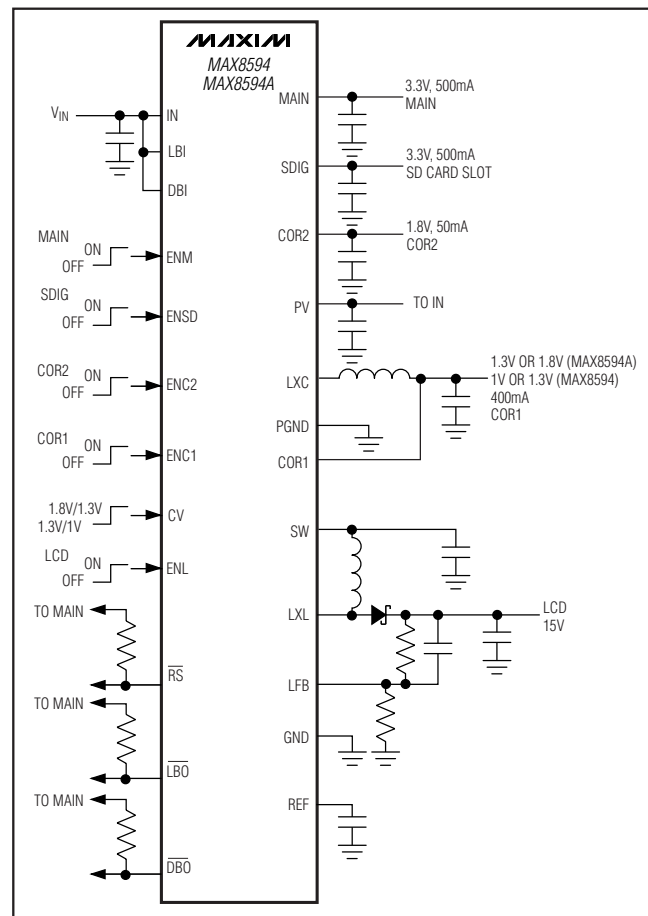 MAXIM
MAX8594
MAX8594A
VIN
IN
LBI
DBI
MAIN
ON
OFF
ENM
SDIG
ON
OFF
ENSD
COR2
ON
OFF
ENC2
COR1
ON
OFF
ENC1
1.8V/1.3V
1.3V/1V
CV
LCD
ON
OFF
ENL
TO MAIN
RS
TO MAIN
LBO
TO MAIN
DBO
MAIN
3.3V, 500mA
MAIN
SDIG
3.3V, 500mA
SD CARD SLOT
COR2
1.8V, 50mA
COR2
PV
TO IN
LXC
1.3V OR 1.8V (MAX8594A)
1V OR 1.3V (MAX8594)
400mA
COR1
PGND
COR1
SW
LXL
LCD
15V
LFB
GND
REF